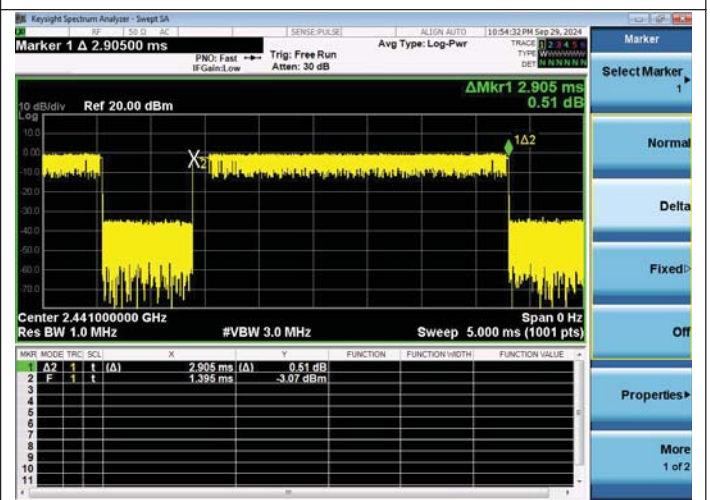 Keysight Spectrum Analyzer - Swept SA
RF 50 Ω AC SENSE:PULSE ALIGN AUTO 10:54:32 PM Sep 29, 2024
Marker 1 Δ 2.90500 ms
PNO: Fast
IFGain:Low
Trig: Free Run
Atten: 30 dB
Avg Type: Log-Pwr
TRACE 1 2 3 4 5 6
TYPE W
DET N N N N N N
ΔMkr1 2.905 ms
0.51 dB
10 dB/div Ref 20.00 dBm
Log
10.0
0.00
-10.0
-20.0
-30.0
-40.0
-50.0
-60.0
-70.0
X2
1Δ2
Center 2.441000000 GHz Span 0 Hz
Res BW 1.0 MHz #VBW 3.0 MHz Sweep 5.000 ms (1001 pts)
MKR MODE TRC SCL X Y FUNCTION FUNCTION WIDTH FUNCTION VALUE
1 Δ2 1 t (Δ) 2.905 ms (Δ) 0.51 dB
2 F 1 t 1.395 ms -3.07 dBm
3
4
5
6
7
8
9
10
11
Marker
Select Marker
1
Normal
Delta
Fixed
Off
Properties
More
1 of 2